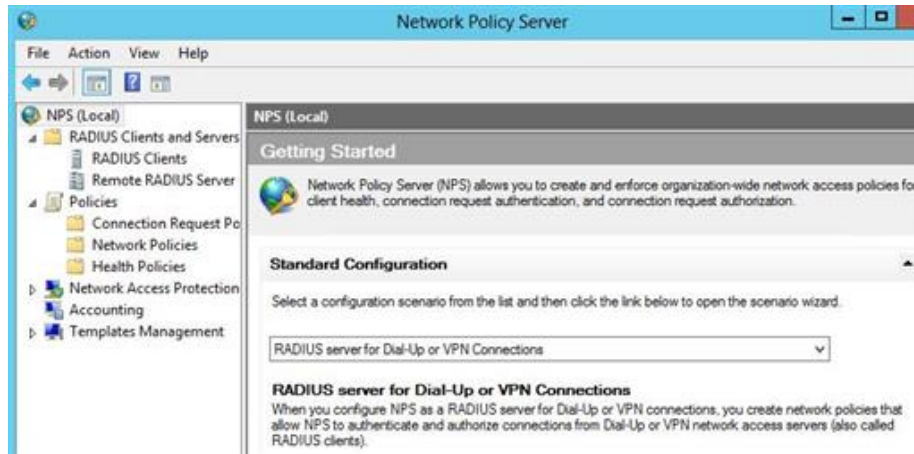 Network Policy Server
File Action View Help
NPS (Local)
RADIUS Clients and Servers
RADIUS Clients
Remote RADIUS Server
Policies
Connection Request Po
Network Policies
Health Policies
Network Access Protection
Accounting
Templates Management
NPS (Local)
Getting Started
Network Policy Server (NPS) allows you to create and enforce organization-wide network access policies fo
client health, connection request authentication, and connection request authorization.
Standard Configuration
Select a configuration scenario from the list and then click the link below to open the scenario wizard.
RADIUS server for Dial-Up or VPN Connections
RADIUS server for Dial-Up or VPN Connections
When you configure NPS as a RADIUS server for Dial-Up or VPN connections, you create network policies that
allow NPS to authenticate and authorize connections from Dial-Up or VPN network access servers (also called
RADIUS clients).